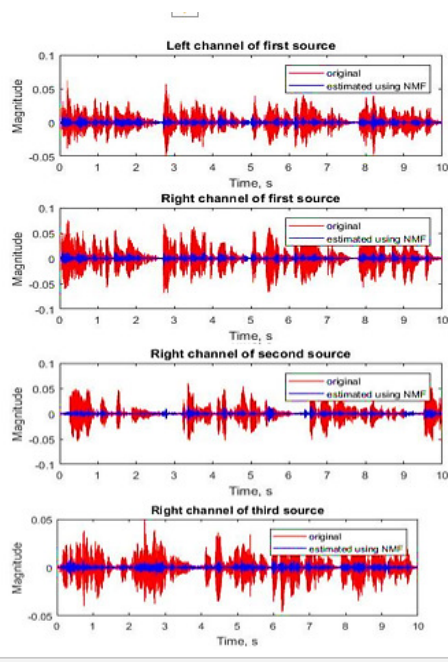 Left channel of first source
0.1
original
estimated using NMF
0.05
Magnitude
0
-0.05
0 1 2 3 4 5 6 7 8 9 10
Time, s
Right channel of first source
0.1
original
estimated using NMF
0.05
Magnitude
0
-0.05
-0.1
0 1 2 3 4 5 6 7 8 9 10
Time, s
Right channel of second source
0.1
original
estimated using NMF
0.05
Magnitude
0
-0.05
-0.1
0 1 2 3 4 5 6 7 8 9 10
Time, s
Right channel of third source
0.05
original
estimated using NMF
Magnitude
0
-0.05
0 1 2 3 4 5 6 7 8 9 10
Time, s